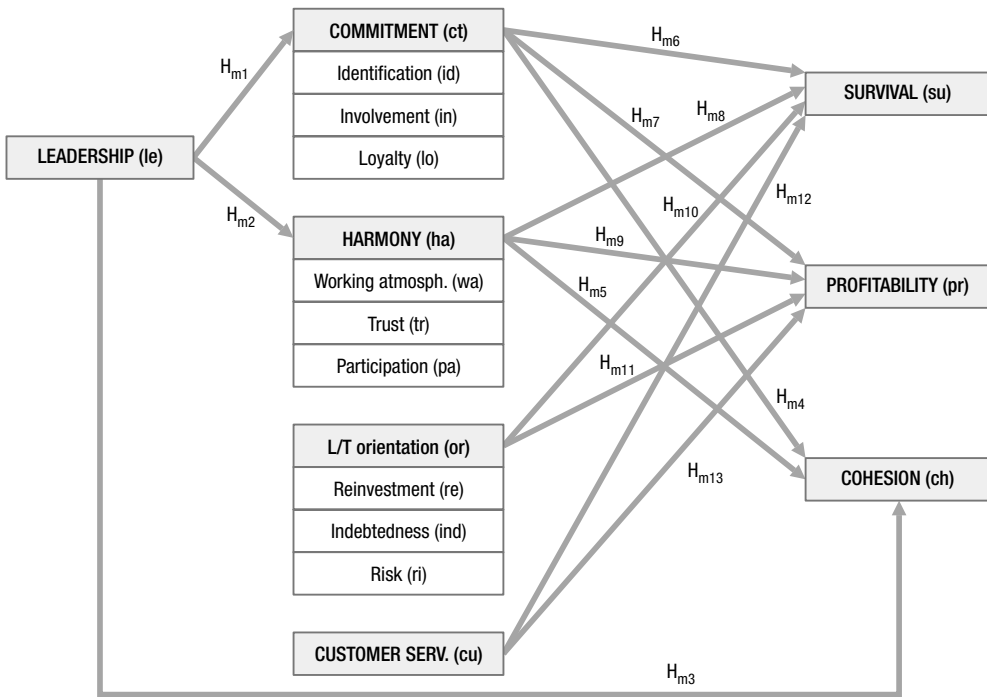 COMMITMENT (ct)
Identification (id)
Involvement (in)
Loyalty (lo)
LEADERSHIP (le)
HARMONY (ha)
Working atmosph. (wa)
Trust (tr)
Participation (pa)
L/T orientation (or)
Reinvestment (re)
Indebtedness (ind)
Risk (ri)
CUSTOMER SERV. (cu)
SURVIVAL (su)
PROFITABILITY (pr)
COHESION (ch)
Hm1
Hm2
Hm6
Hm7
Hm8
Hm12
Hm10
Hm9
Hm5
Hm11
Hm4
Hm13
Hm3